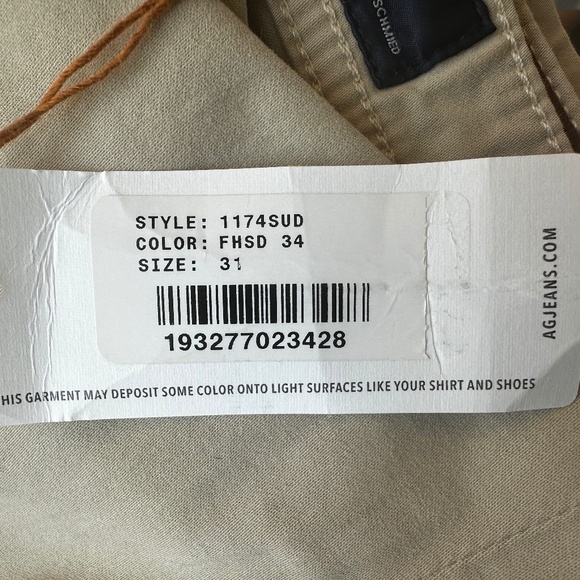 SCHMIED
STYLE: 1174SUD
COLOR: FHSD 34
SIZE: 31
193277023428
AGJEANS.COM
HIS GARMENT MAY DEPOSIT SOME COLOR ONTO LIGHT SURFACES LIKE YOUR SHIRT AND SHOES